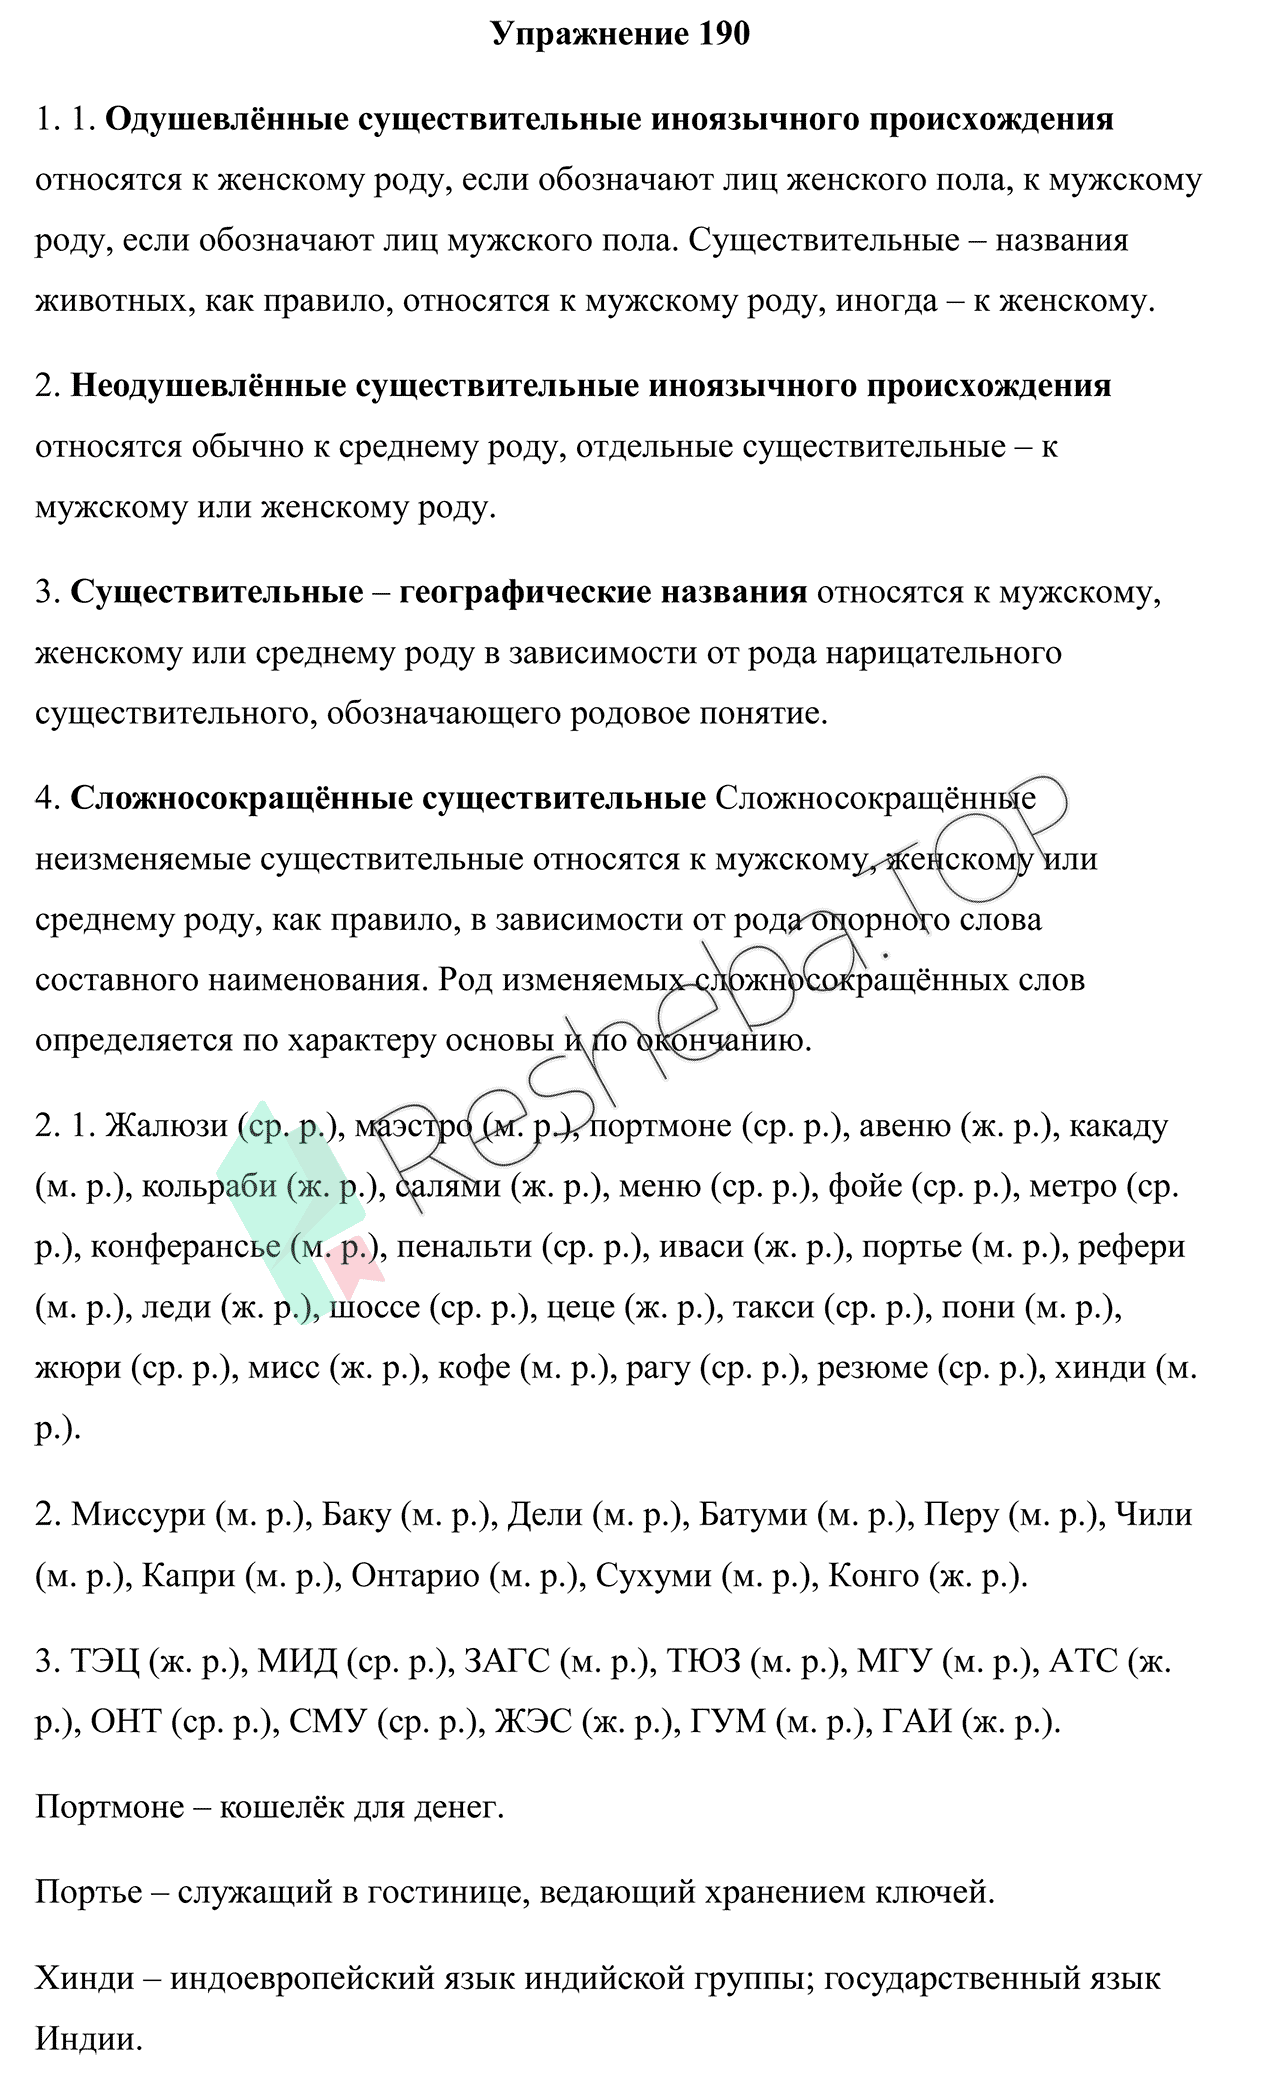 Упражнение 190
1. 1. Одушевлённые существительные иноязычного происхождения
относятся к женскому роду, если обозначают лиц женского пола, к мужскому
роду, если обозначают лиц мужского пола. Существительные – названия
животных, как правило, относятся к мужскому роду, иногда – к женскому.
2. Неодушевлённые существительные иноязычного происхождения
относятся обычно к среднему роду, отдельные существительные – к
мужскому или женскому роду.
3. Существительные – географические названия относятся к мужскому,
женскому или среднему роду в зависимости от рода нарицательного
существительного, обозначающего родовое понятие.
4. Сложносокращённые существительные Сложносокращённые
неизменяемые существительные относятся к мужскому, женскому или
среднему роду, как правило, в зависимости от рода опорного слова
составного наименования. Род изменяемых сложносокращённых слов
определяется по характеру основы и по окончанию.
Resheba.TOP
2. 1. Жалюзи (ср. р.), маэстро (м. р.), портмоне (ср. р.), авеню (ж. р.), какаду
(м. р.), кольраби (ж. р.), салями (ж. р.), меню (ср. р.), фойе (ср. р.), метро (ср.
р.), конферансье (м. р.), пенальти (ср. р.), иваси (ж. р.), портье (м. р.), рефери
(м. р.), леди (ж. р.), шоссе (ср. р.), цеце (ж. р.), такси (ср. р.), пони (м. р.),
жюри (ср. р.), мисс (ж. р.), кофе (м. р.), рагу (ср. р.), резюме (ср. р.), хинди (м.
р.).
2. Миссури (м. р.), Баку (м. р.), Дели (м. р.), Батуми (м. р.), Перу (м. р.), Чили
(м. р.), Капри (м. р.), Онтарио (м. р.), Сухуми (м. р.), Конго (ж. р.).
3. ТЭЦ (ж. р.), МИД (ср. р.), ЗАГС (м. р.), ТЮЗ (м. р.), МГУ (м. р.), АТС (ж.
р.), ОНТ (ср. р.), СМУ (ср. р.), ЖЭС (ж. р.), ГУМ (м. р.), ГАИ (ж. р.).
Портмоне – кошелёк для денег.
Портье – служащий в гостинице, ведающий хранением ключей.
Хинди – индоевропейский язык индийской группы; государственный язык
Индии.